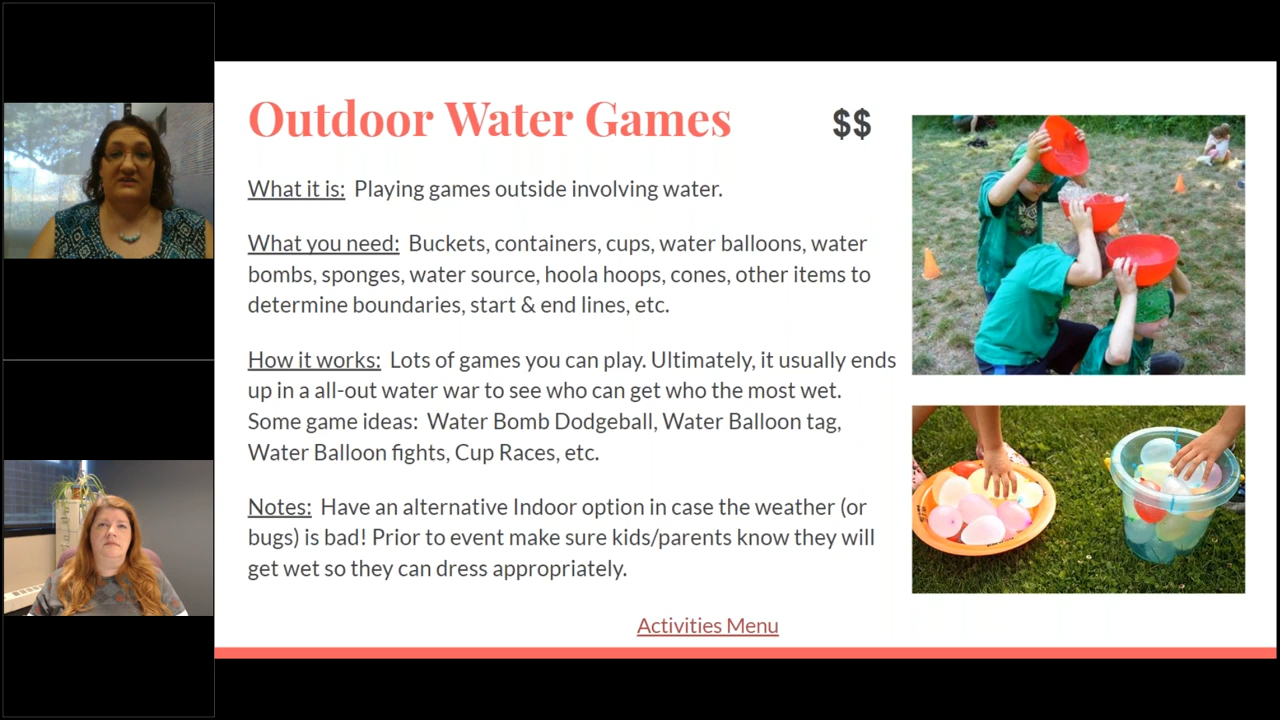 Outdoor Water Games
$$
What it is: Playing games outside involving water.
What you need: Buckets, containers, cups, water balloons, water
bombs, sponges, water source, hoola hoops, cones, other items to
determine boundaries, start & end lines, etc.
How it works: Lots of games you can play. Ultimately, it usually ends
up in a all-out water war to see who can get who the most wet.
Some game ideas: Water Bomb Dodgeball, Water Balloon tag,
Water Balloon fights, Cup Races, etc.
Notes: Have an alternative Indoor option in case the weather (or
bugs) is bad! Prior to event make sure kids/parents know they will
get wet so they can dress appropriately.
Activities Menu